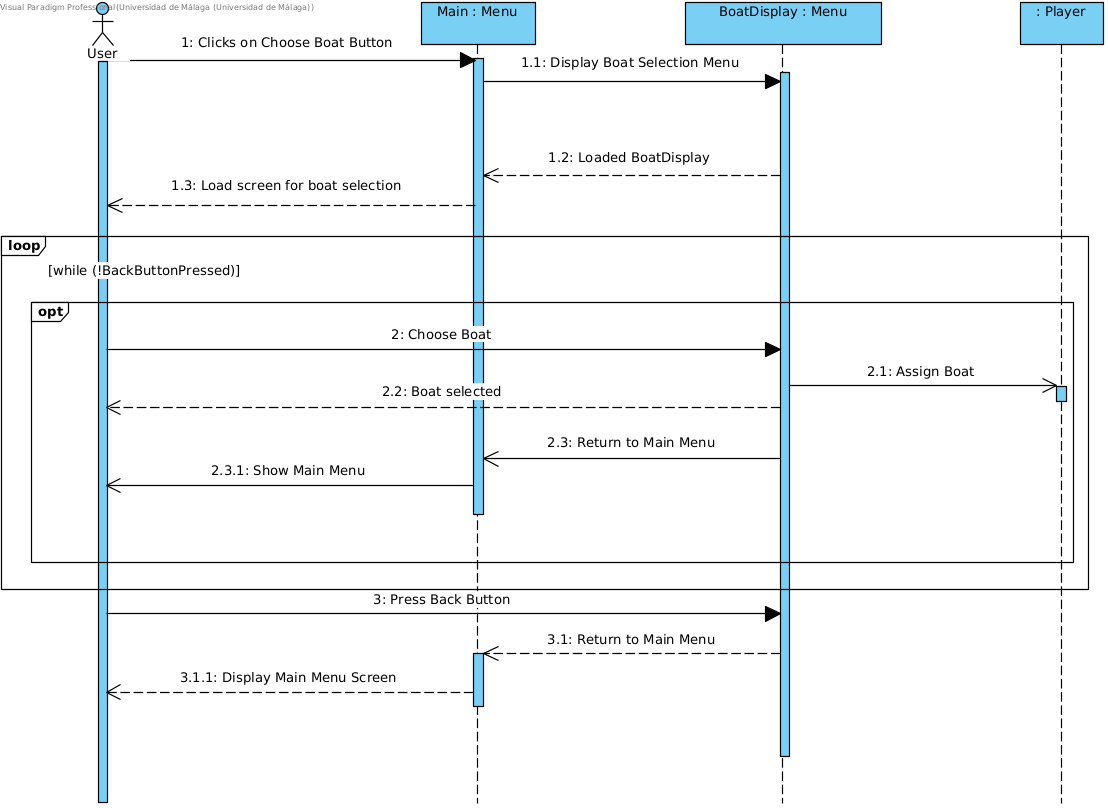 Visual Paradigm Professional(Universidad de Málaga (Universidad de Málaga))
Main : Menu
BoatDisplay : Menu
: Player
User
1: Clicks on Choose Boat Button
1.1: Display Boat Selection Menu
1.2: Loaded BoatDisplay
1.3: Load screen for boat selection
loop
[while (!BackButtonPressed)]
opt
2: Choose Boat
2.1: Assign Boat
2.2: Boat selected
2.3: Return to Main Menu
2.3.1: Show Main Menu
3: Press Back Button
3.1: Return to Main Menu
3.1.1: Display Main Menu Screen